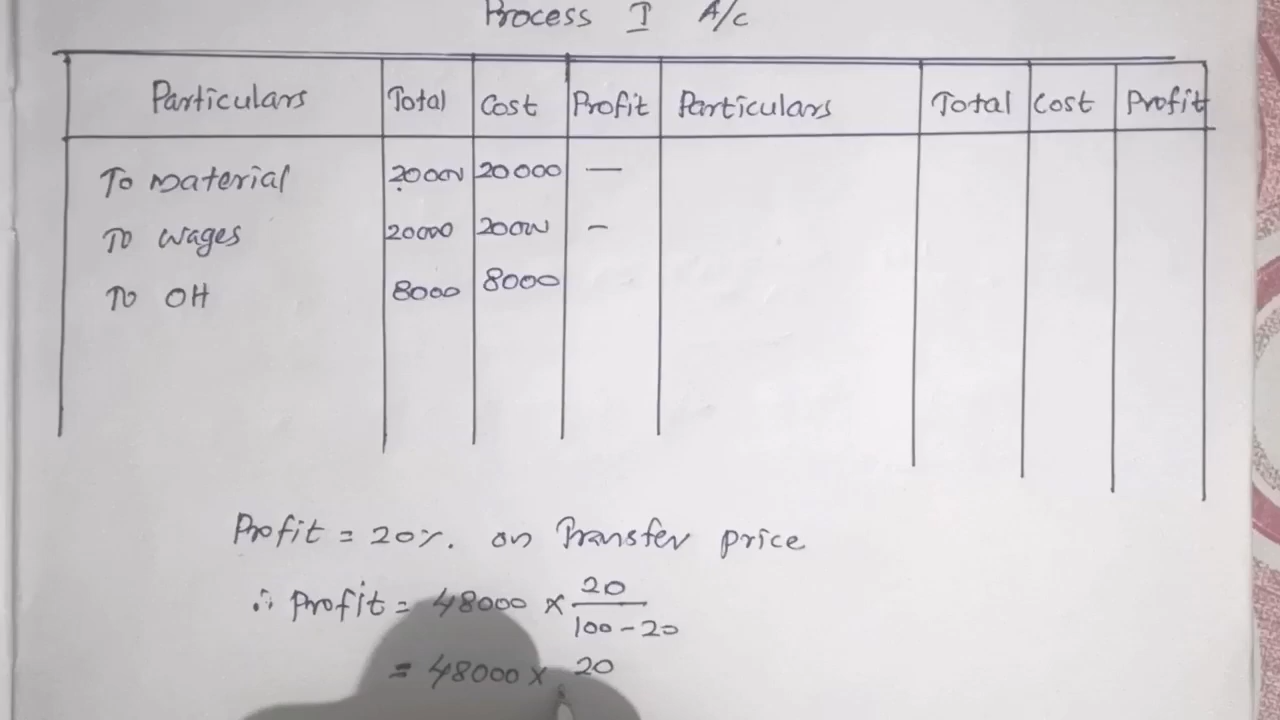 Process I A/c
Particulars Total Cost Profit Particulars Total Cost Profit
To Material 20000 20000 —
To Wages 20000 20000 –
To OH 8000 8000
Profit = 20%. on Transfer price
∴ Profit = 48000 × 20/100-20
= 48000 × 20